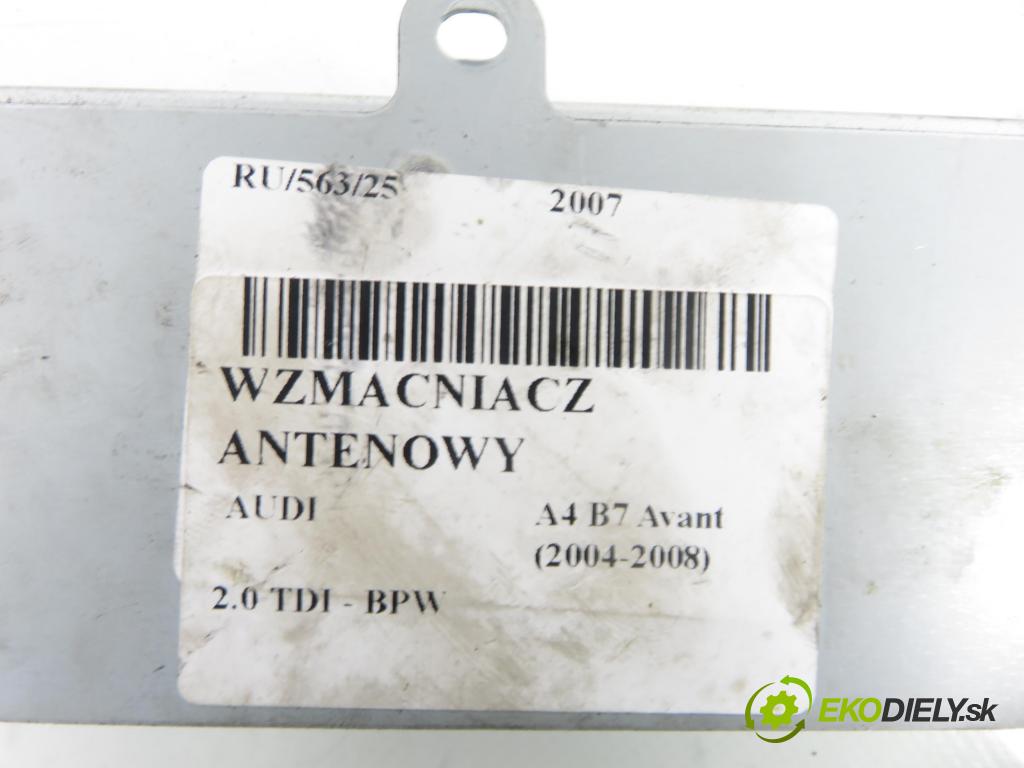 RU/563/25 2007
WZMACNIACZ
ANTENOWY
AUDI A4 B7 Avant
(2004-2008)
2.0 TDI - BPW
EKODIELY.sk